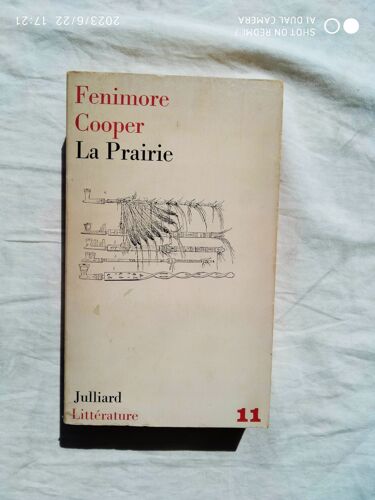 SHOT ON REDMI 7
AI DUAL CAMERA
2023/6/22 17:21
Fenimore
Cooper
La Prairie
Julliard
Littérature
11